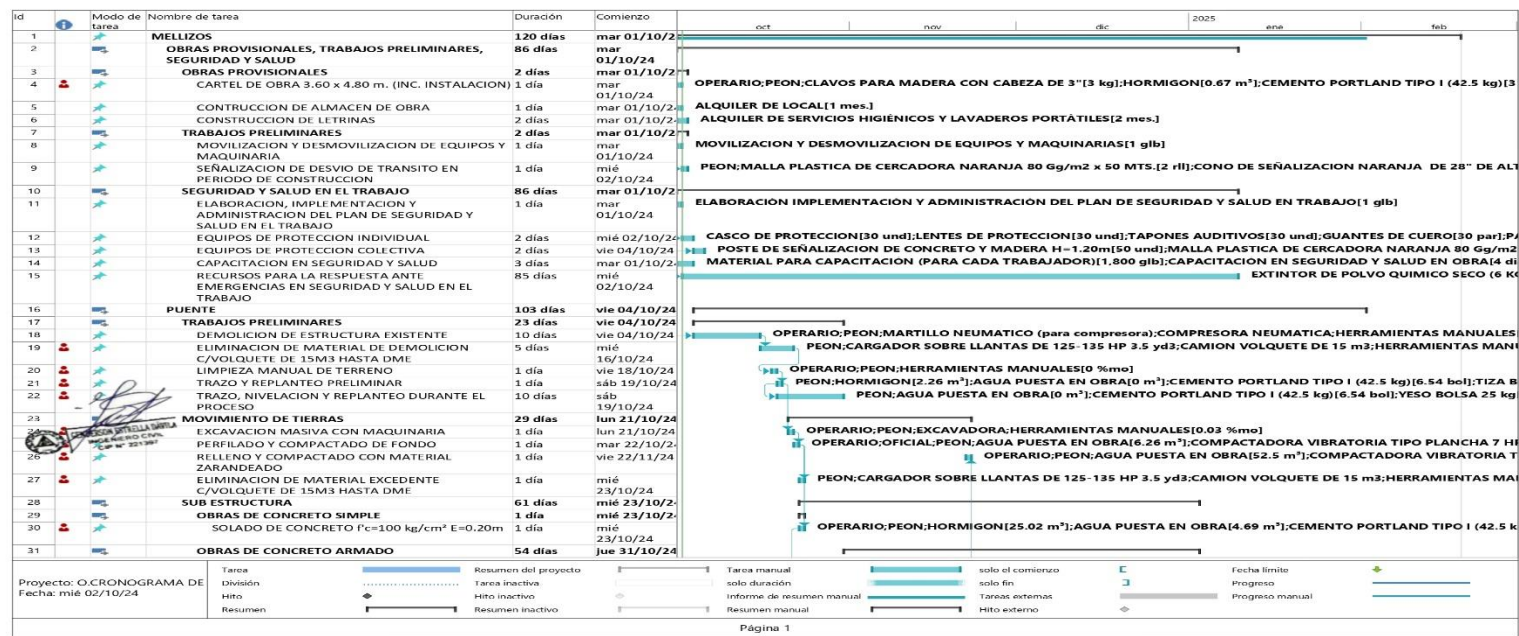 Id Modo de tarea Nombre de tarea Duración Comienzo
oct nov dic 2025 ene feb
1 MELLIZOS 120 días mar 01/10/2
2 OBRAS PROVISIONALES, TRABAJOS PRELIMINARES, 86 días mar
SEGURIDAD Y SALUD 01/10/24
3 OBRAS PROVISIONALES 2 días mar 01/10/2
4 CARTEL DE OBRA 3.60 x 4.80 m. (INC. INSTALACION) 1 día mar OPERARIO;PEON;CLAVOS PARA MADERA CON CABEZA DE 3"[3 kg];HORMIGON[0.67 m³];CEMENTO PORTLAND TIPO I (42.5 kg)[3
01/10/24
5 CONTRUCCION DE ALMACEN DE OBRA 1 día mar 01/10/2 ALQUILER DE LOCAL[1 mes.]
6 CONSTRUCCION DE LETRINAS 2 días mar 01/10/2 ALQUILER DE SERVICIOS HIGIÉNICOS Y LAVADEROS PORTÁTILES[2 mes.]
7 TRABAJOS PRELIMINARES 2 días mar 01/10/2
8 MOVILIZACION Y DESMOVILIZACION DE EQUIPOS Y 1 día mar MOVILIZACION Y DESMOVILIZACION DE EQUIPOS Y MAQUINARIAS[1 glb]
MAQUINARIA 01/10/24
9 SEÑALIZACION DE DESVIO DE TRANSITO EN 1 día mié PEON;MALLA PLASTICA DE CERCADORA NARANJA 80 Gg/m2 x 50 MTS.[2 rll];CONO DE SEÑALIZACION NARANJA DE 28" DE ALT
PERIODO DE CONSTRUCCION 02/10/24
10 SEGURIDAD Y SALUD EN EL TRABAJO 86 días mar 01/10/2
11 ELABORACION, IMPLEMENTACION Y 1 día mar ELABORACIÓN IMPLEMENTACIÓN Y ADMINISTRACIÓN DEL PLAN DE SEGURIDAD Y SALUD EN TRABAJO[1 glb]
ADMINISTRACION DEL PLAN DE SEGURIDAD Y 01/10/24
SALUD EN EL TRABAJO
12 EQUIPOS DE PROTECCION INDIVIDUAL 2 días mié 02/10/24 CASCO DE PROTECCION[30 und];LENTES DE PROTECCION[30 und];TAPONES AUDITIVOS[30 und];GUANTES DE CUERO[30 par];PA
13 EQUIPOS DE PROTECCION COLECTIVA 2 días vie 04/10/24 POSTE DE SEÑALIZACION DE CONCRETO Y MADERA H=1.20m[50 und];MALLA PLASTICA DE CERCADORA NARANJA 80 Gg/m2
14 CAPACITACION EN SEGURIDAD Y SALUD 3 días mar 01/10/2 MATERIAL PARA CAPACITACIÓN (PARA CADA TRABAJADOR)[1,800 glb];CAPACITACION EN SEGURIDAD Y SALUD EN OBRA[4 di
15 RECURSOS PARA LA RESPUESTA ANTE 85 días mié EXTINTOR DE POLVO QUIMICO SECO (6 KG
EMERGENCIAS EN SEGURIDAD Y SALUD EN EL 02/10/24
TRABAJO
16 PUENTE 103 días vie 04/10/24
17 TRABAJOS PRELIMINARES 23 días vie 04/10/24
18 DEMOLICION DE ESTRUCTURA EXISTENTE 10 días vie 04/10/24 OPERARIO;PEON;MARTILLO NEUMATICO (para compresora);COMPRESORA NEUMATICA;HERRAMIENTAS MANUALES[
19 ELIMINACION DE MATERIAL DE DEMOLICION 5 días mié PEON;CARGADOR SOBRE LLANTAS DE 125-135 HP 3.5 yd3;CAMION VOLQUETE DE 15 m3;HERRAMIENTAS MANU
C/VOLQUETE DE 15M3 HASTA DME 16/10/24
20 LIMPIEZA MANUAL DE TERRENO 1 día vie 18/10/24 OPERARIO;PEON;HERRAMIENTAS MANUALES[0 %mo]
21 TRAZO Y REPLANTEO PRELIMINAR 1 día sáb 19/10/24 PEON;HORMIGON[2.26 m³];AGUA PUESTA EN OBRA[0 m³];CEMENTO PORTLAND TIPO I (42.5 kg)[6.54 bol];TIZA B
22 TRAZO, NIVELACION Y REPLANTEO DURANTE EL 10 días sáb PEON;AGUA PUESTA EN OBRA[0 m³];CEMENTO PORTLAND TIPO I (42.5 kg)[6.54 bol];YESO BOLSA 25 kg
PROCESO 19/10/24
23 MOVIMIENTO DE TIERRAS 29 días lun 21/10/24
EXCAVACION MASIVA CON MAQUINARIA 1 día lun 21/10/24 OPERARIO;PEON;EXCAVADORA;HERRAMIENTAS MANUALES[0.03 %mo]
PERFILADO Y COMPACTADO DE FONDO 1 día mar 22/10/24 OPERARIO;OFICIAL;PEON;AGUA PUESTA EN OBRA[6.26 m³];COMPACTADORA VIBRATORIA TIPO PLANCHA 7 HP
ESTRELLA DÁVILA
INGENIERO CIVIL
CIP N° 221397
26 RELLENO Y COMPACTADO CON MATERIAL 1 día vie 22/11/24 OPERARIO;PEON;AGUA PUESTA EN OBRA[52.5 m³];COMPACTADORA VIBRATORIA T
ZARANDEADO
27 ELIMINACION DE MATERIAL EXCEDENTE 1 día mié PEON;CARGADOR SOBRE LLANTAS DE 125-135 HP 3.5 yd3;CAMION VOLQUETE DE 15 m3;HERRAMIENTAS MAN
C/VOLQUETE DE 15M3 HASTA DME 23/10/24
28 SUB ESTRUCTURA 61 días mié 23/10/2
29 OBRAS DE CONCRETO SIMPLE 1 día mié 23/10/2
30 SOLADO DE CONCRETO f'c=100 kg/cm² E=0.20m 1 día mié OPERARIO;PEON;HORMIGON[25.02 m³];AGUA PUESTA EN OBRA[4.69 m³];CEMENTO PORTLAND TIPO I (42.5 k
23/10/24
31 OBRAS DE CONCRETO ARMADO 54 días jue 31/10/24
Proyecto: O.CRONOGRAMA DE
Fecha: mié 02/10/24
Tarea Resumen del proyecto Tarea manual solo el comienzo Fecha límite
División Tarea inactiva solo duración solo fin Progreso
Hito Hito inactivo Informe de resumen manual Tareas externas Progreso manual
Resumen Resumen inactivo Resumen manual Hito externo
Página 1